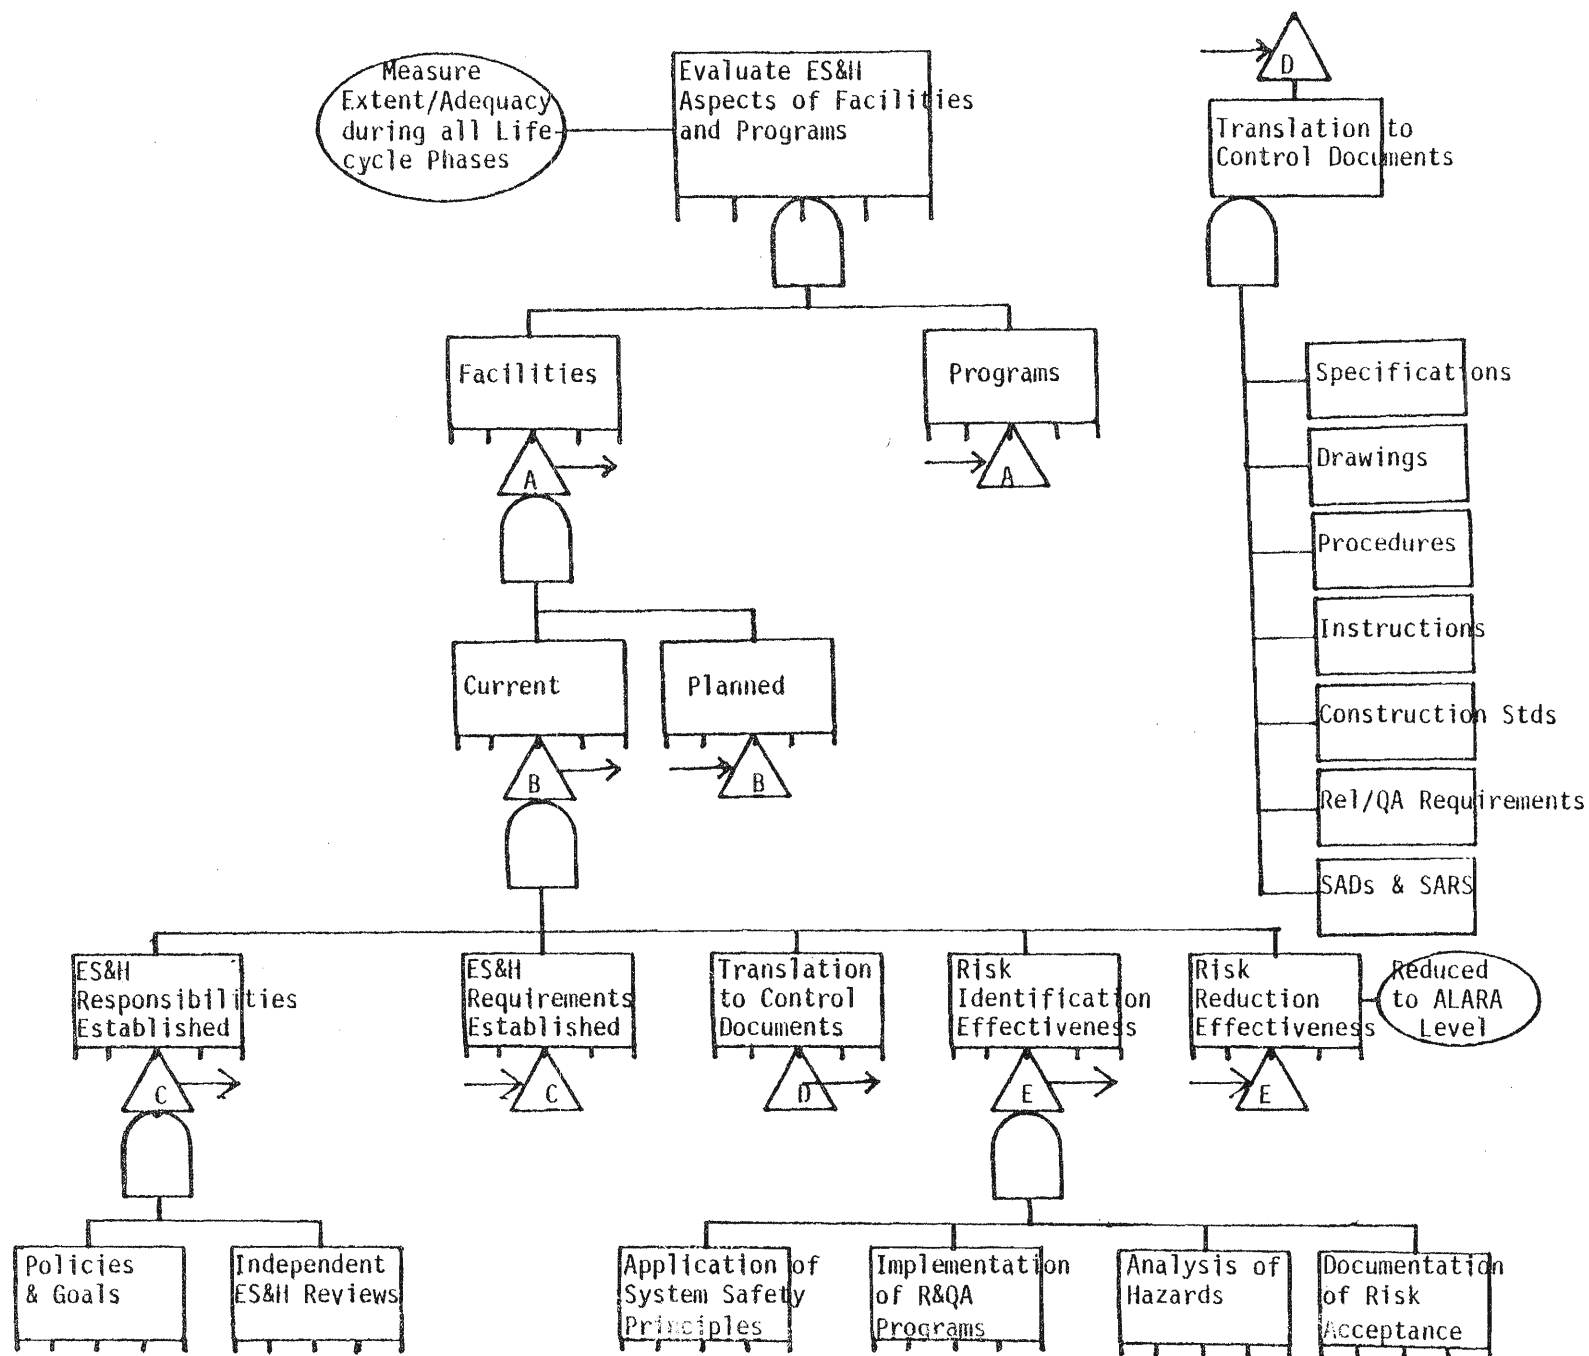 Measure
Extent/Adequacy
during all Life
cycle Phases
Evaluate ES&H
Aspects of Facilities
and Programs
D
Translation to
Control Documents
Facilities
Programs
A
A
Specifications
Drawings
Procedures
Instructions
Construction Stds
Rel/QA Requirements
SADs & SARS
Current
Planned
B
B
ES&H
Responsibilities
Established
ES&H
Requirements
Established
Translation
to Control
Documents
Risk
Identification
Effectiveness
Risk
Reduction
Effectiveness
Reduced
to ALARA
Level
C
C
D
E
E
Policies
& Goals
Independent
ES&H Reviews
Application of
System Safety
Principles
Implementation
of R&QA
Programs
Analysis of
Hazards
Documentation
of Risk
Acceptance